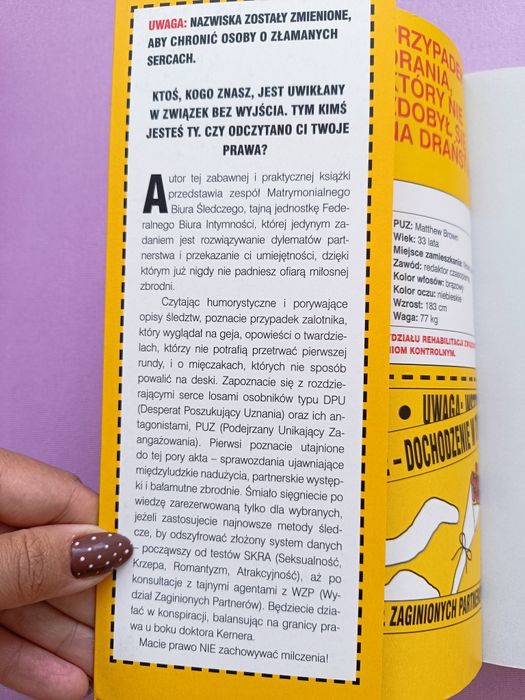 UWAGA: NAZWISKA ZOSTAŁY ZMIENIONE,
ABY CHRONIĆ OSOBY O ZŁAMANYCH
SERCACH.
KTOŚ, KOGO ZNASZ, JEST UWIKŁANY
W ZWIĄZEK BEZ WYJŚCIA. TYM KIMŚ
JESTEŚ TY. CZY ODCZYTANO CI TWOJE
PRAWA?
Autor tej zabawnej i praktycznej książki
przedstawia zespół Matrymonialnego
Biura Śledczego, tajną jednostkę Fede-
ralnego Biura Intymności, której jedynym za-
daniem jest rozwiązywanie dylematów part-
nerstwa i przekazanie ci umiejętności, dzięki
którym już nigdy nie padniesz ofiarą miłosnej
zbrodni.
Czytając humorystyczne i porywające
opisy śledztw, poznacie przypadek zalotnika,
który wyglądał na geja, opowieści o twardzie-
lach, którzy nie potrafią przetrwać pierwszej
rundy, i o mięczakach, których nie sposób
powalić na deski. Zapoznacie się z rozdzie-
rającymi serce losami osobników typu DPU
(Desperat Poszukujący Uznania) oraz ich an-
tagonistami, PUZ (Podejrzany Unikający Za-
angażowania). Pierwsi poznacie utajnione
do tej pory akta – sprawozdania ujawniające
międzyludzkie nadużycia, partnerskie występ-
ki i bałamutne zbrodnie. Śmiało sięgniecie po
wiedzę zarezerwowaną tylko dla wybranych,
jeżeli zastosujecie najnowsze metody śled-
cze, by odszyfrować złożony system danych
– począwszy od testów SKRA (Seksualność,
Krzepa, Romantyzm, Atrakcyjność), aż po
konsultacje z tajnymi agentami z WZP (Wy-
dział Zaginionych Partnerów). Będziecie dzia-
łać w konspiracji, balansując na granicy pra-
wa u boku doktora Kernera.
Macie prawo NIE zachowywać milczenia!
KTÓRY NIE
PUZ: Matthew Brown
Wiek: 33 lata
Miejsce zamieszkania:
Zawód: redaktor
Kolor włosów: brązowy
Kolor oczu: niebieskie
Wzrost: 183 cm
Waga: 77 kg
REHABILITACJI
KONTROLNYM.
UWAGA:
– DOCHODZENIE W
ZAGINIONYCH